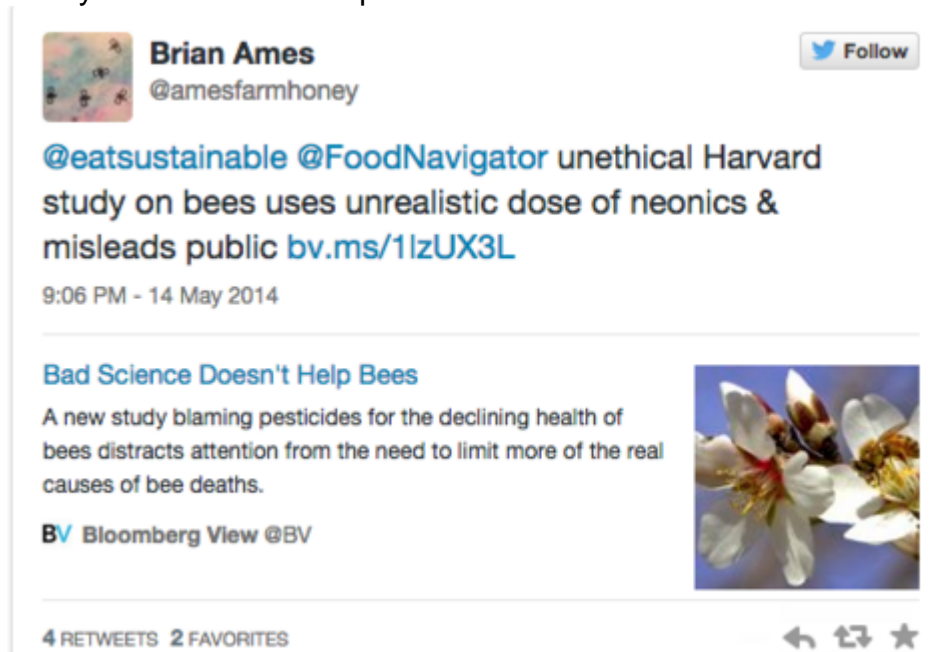 Brian Ames
Follow
@amesfarmhoney
@eatsustainable @FoodNavigator unethical Harvard
study on bees uses unrealistic dose of neonics &
misleads public bv.ms/1lzUX3L
9:06 PM - 14 May 2014
Bad Science Doesn't Help Bees
A new study blaming pesticides for the declining health of
bees distracts attention from the need to limit more of the real
causes of bee deaths.
BV Bloomberg View @BV
4 RETWEETS 2 FAVORITES